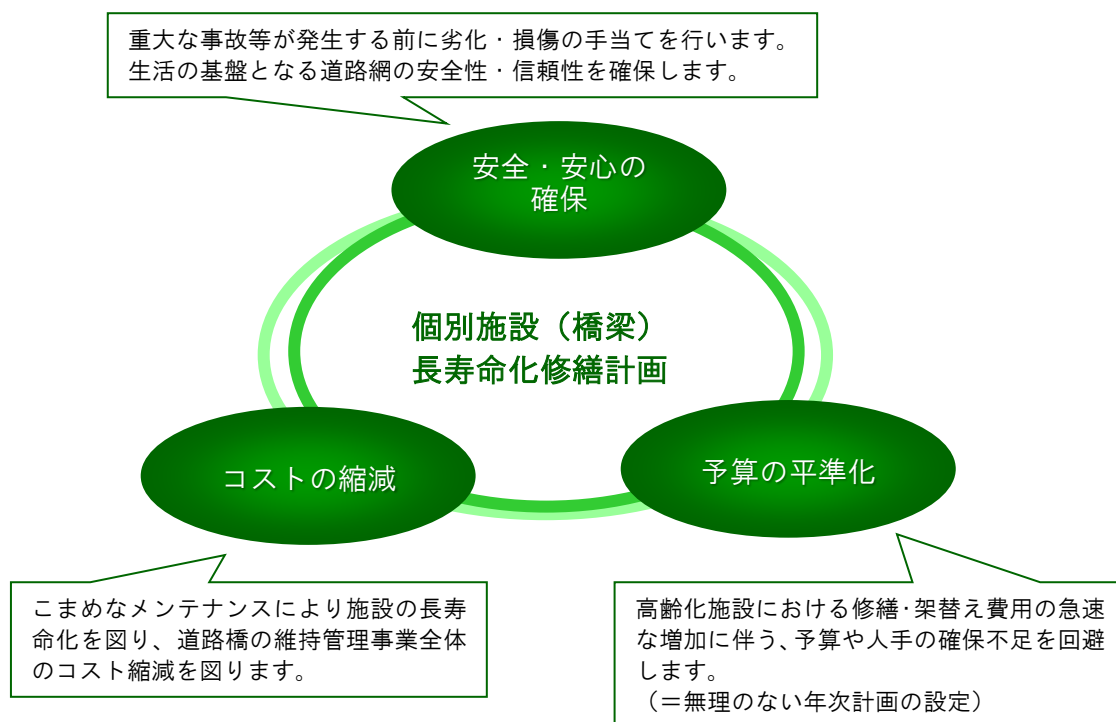 重大な事故等が発生する前に劣化・損傷の手当てを行います。
生活の基盤となる道路網の安全性・信頼性を確保します。
安全・安心の
確保
個別施設（橋梁）
長寿命化修繕計画
コストの縮減
予算の平準化
こまめなメンテナンスにより施設の長寿
命化を図り、道路橋の維持管理事業全体
のコスト縮減を図ります。
高齢化施設における修繕・架替え費用の急速
な増加に伴う、予算や人手の確保不足を回避
します。
（＝無理のない年次計画の設定）